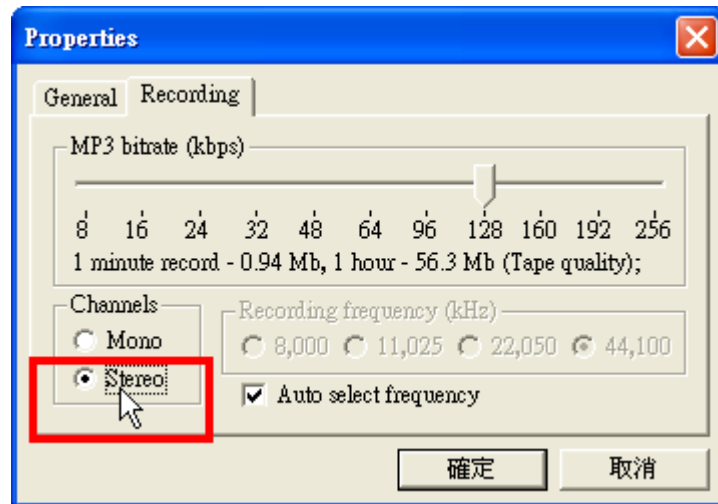 Properties
General Recording
MP3 bitrate (kbps)
8 16 24 32 48 64 96 128 160 192 256
1 minute record - 0.94 Mb, 1 hour - 56.3 Mb (Tape quality);
Channels
Mono
Stereo
Recording frequency (kHz)
8,000 11,025 22,050 44,100
Auto select frequency
確定 取消